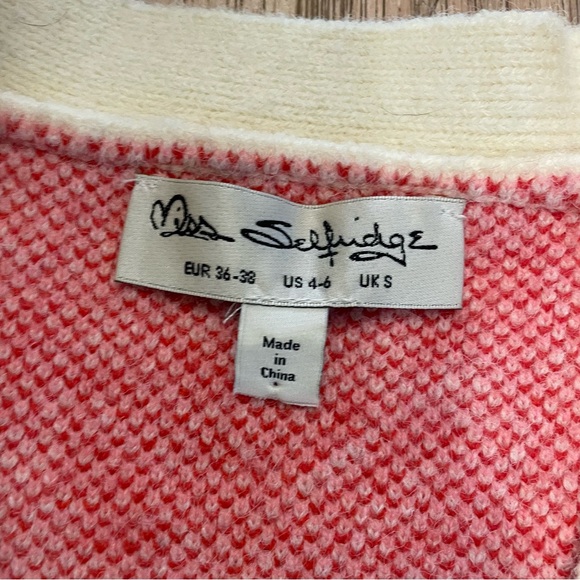 Miss Selfridge
EUR 36-38 US 4-6 UK S
Made
in
China